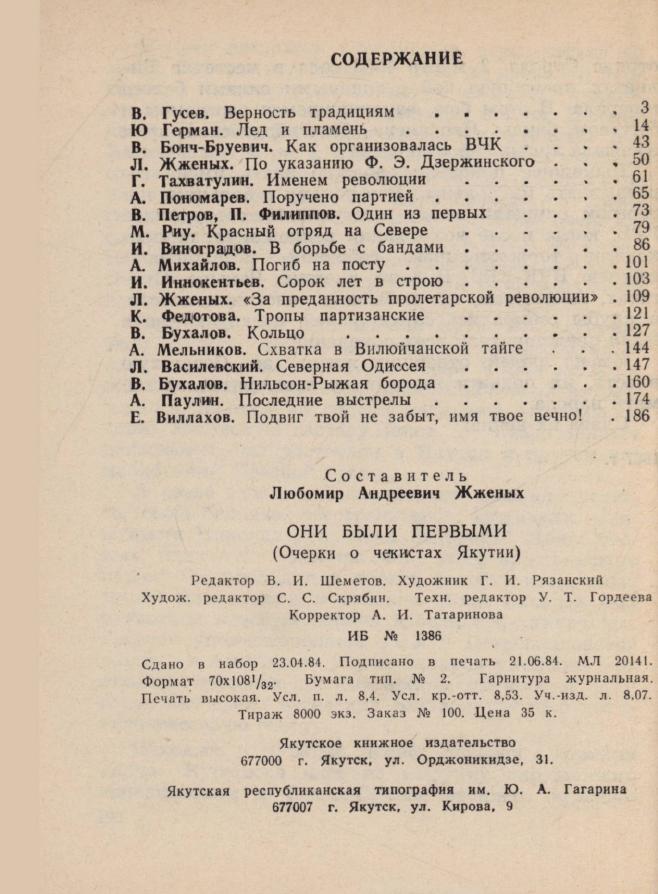 СОДЕРЖАНИЕ
В. Гусев. Верность традициям . . . . . . 3
Ю Герман. Лед и пламень . . . . . . . 14
В. Бонч-Бруевич. Как организовалась ВЧК . . . . 43
Л. Жженых. По указанию Ф. Э. Дзержинского . . . 50
Г. Тахватулин. Именем революции . . . . . . 61
А. Пономарев. Поручено партией . . . . . . 65
В. Петров, П. Филиппов. Один из первых . . . . 73
М. Риу. Красный отряд на Севере . . . . . . 79
И. Виноградов. В борьбе с бандами . . . . . . 86
А. Михайлов. Погиб на посту . . . . . . . 101
И. Иннокентьев. Сорок лет в строю . . . . . . 103
Л. Жженых. «За преданность пролетарской революции» . 109
К. Федотова. Тропы партизанские . . . . . . 121
В. Бухалов. Кольцо . . . . . . . . . 127
А. Мельников. Схватка в Вилюйчанской тайге . . . 144
Л. Василевский. Северная Одиссея . . . . . . 147
В. Бухалов. Нильсон-Рыжая борода . . . . . . 160
А. Паулин. Последние выстрелы . . . . . . 174
Е. Виллахов. Подвиг твой не забыт, имя твое вечно! . 186
Составитель
Любомир Андреевич Жженых
ОНИ БЫЛИ ПЕРВЫМИ
(Очерки о чекистах Якутии)
Редактор В. И. Шеметов. Художник Г. И. Рязанский
Худож. редактор С. С. Скрябин. Техн. редактор У. Т. Гордеева
Корректор А. И. Татаринова
ИБ № 1386
Сдано в набор 23.04.84. Подписано в печать 21.06.84. МЛ 20141.
Формат 70х108¹/₃₂. Бумага тип. № 2. Гарнитура журнальная.
Печать высокая. Усл. п. л. 8,4. Усл. кр.-отт. 8,53. Уч.-изд. л. 8,07.
Тираж 8000 экз. Заказ № 100. Цена 35 к.
Якутское книжное издательство
677000 г. Якутск, ул. Орджоникидзе, 31.
Якутская республиканская типография им. Ю. А. Гагарина
677007 г. Якутск, ул. Кирова, 9